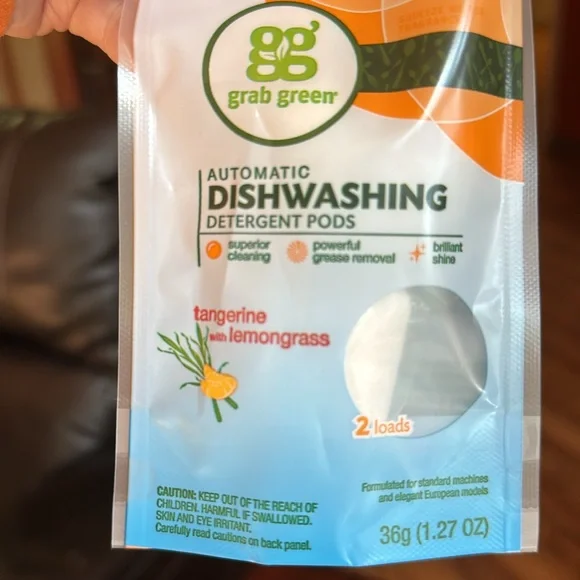 gg
grab green
AUTOMATIC
DISHWASHING
DETERGENT PODS
superior
cleaning
powerful
grease removal
brilliant
shine
tangerine
with lemongrass
2 loads
CAUTION: KEEP OUT OF THE REACH OF
CHILDREN. HARMFUL IF SWALLOWED.
SKIN AND EYE IRRITANT.
Carefully read cautions on back panel.
Formulated for standard machines
and elegant European models
36g (1.27 OZ)